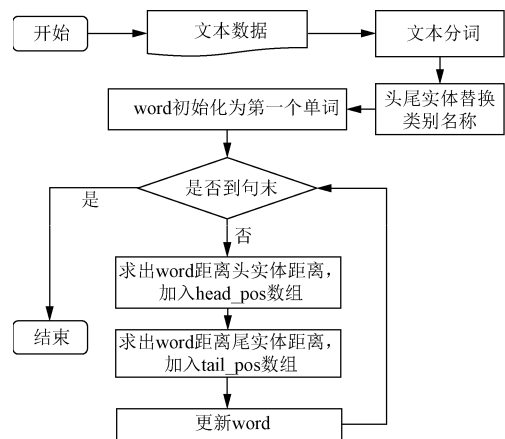 开始
文本数据
文本分词
头尾实体替换
类别名称
word初始化为第一个单词
是否到句末
是
否
求出word距离头实体距离，
加入head_pos数组
结束
求出word距离尾实体距离，
加入tail_pos数组
更新word